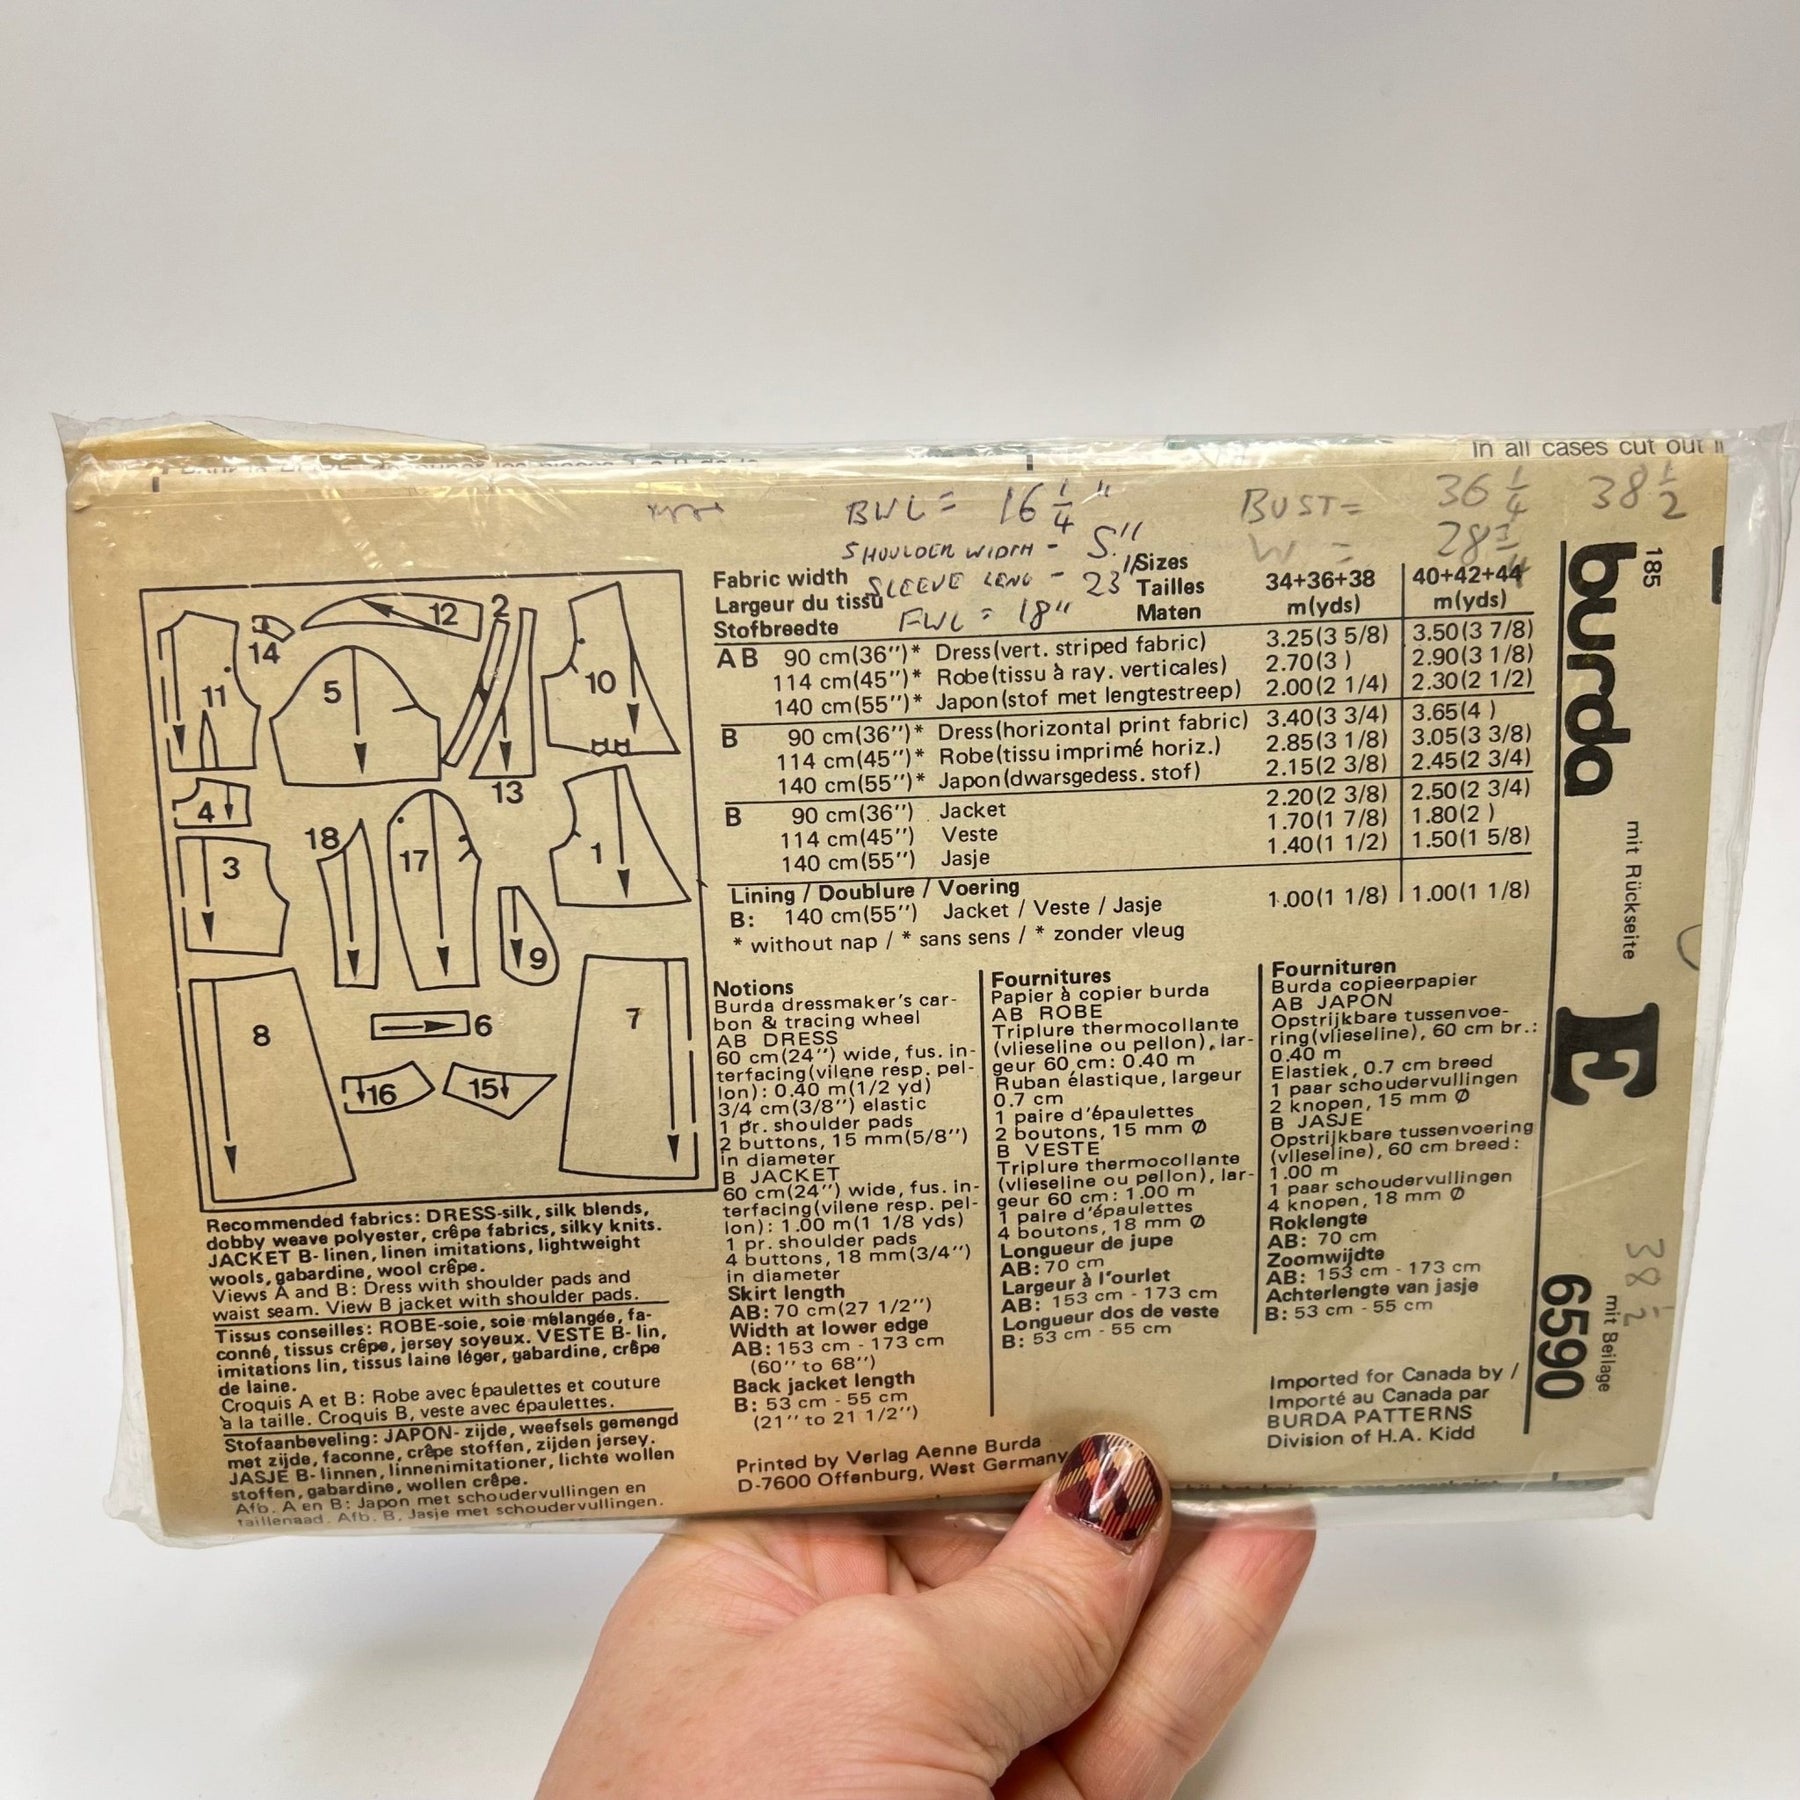 In all cases cut out
BWL = 16 1/4 "
BUST = 36 1/4 38 1/2
SHOULDER WIDTH - 5"
W = 28 3/4
SLEEVE LENG - 23"
FWL = 18"
Fabric width
Largeur du tissu
Stofbreedte
Sizes
Tailles
Maten
34+36+38 40+42+44
m(yds) m(yds)
A B 90 cm(36'')* Dress(vert. striped fabric) 3.25(3 5/8) 3.50(3 7/8)
114 cm(45'')* Robe(tissu à ray. verticales) 2.70(3 ) 2.90(3 1/8)
140 cm(55'')* Japon(stof met lengtestreep) 2.00(2 1/4) 2.30(2 1/2)
B 90 cm(36'')* Dress(horizontal print fabric) 3.40(3 3/4) 3.65(4 )
114 cm(45'')* Robe(tissu imprimé horiz.) 2.85(3 1/8) 3.05(3 3/8)
140 cm(55'')* Japon(dwarsgedess. stof) 2.15(2 3/8) 2.45(2 3/4)
B 90 cm(36'') Jacket 2.20(2 3/8) 2.50(2 3/4)
114 cm(45'') Veste 1.70(1 7/8) 1.80(2 )
140 cm(55'') Jasje 1.40(1 1/2) 1.50(1 5/8)
Lining / Doublure / Voering
B: 140 cm(55'') Jacket / Veste / Jasje 1.00(1 1/8) 1.00(1 1/8)
* without nap / * sans sens / * zonder vleug
12
2
14
11
5
10
13
4
18
17
1
3
9
8
6
7
16
15
Recommended fabrics: DRESS-silk, silk blends,
dobby weave polyester, crêpe fabrics, silky knits.
JACKET B- linen, linen imitations, lightweight
wools, gabardine, wool crêpe.
Views A and B: Dress with shoulder pads and
waist seam. View B jacket with shoulder pads.
Tissus conseilles: ROBE-soie, soie mélangée, fa-
conné, tissus crêpe, jersey soyeux. VESTE B- lin,
imitations lin, tissus laine léger, gabardine, crêpe
de laine.
Croquis A et B: Robe avec épaulettes et couture
à la taille. Croquis B, veste avec épaulettes.
Stofaanbeveling: JAPON- zijde, weefsels gemengd
met zijde, faconne, crêpe stoffen, zijden jersey.
JASJE B- linnen, linnenimitationer, lichte wollen
stoffen, gabardine, wollen crêpe.
Afb. A en B: Japon met schoudervullingen en
taillenaad. Afb. B, Jasje met schoudervullingen.
Notions
Burda dressmaker's car-
bon & tracing wheel
AB DRESS
60 cm(24'') wide, fus. in-
terfacing(vilene resp. pel-
lon): 0.40 m(1/2 yd)
3/4 cm(3/8'') elastic
1 pr. shoulder pads
2 buttons, 15 mm(5/8'')
in diameter
B JACKET
60 cm(24'') wide, fus. in-
terfacing(vilene resp. pel-
lon): 1.00 m(1 1/8 yds)
1 pr. shoulder pads
4 buttons, 18 mm(3/4'')
in diameter
Skirt length
AB: 70 cm(27 1/2'')
Width at lower edge
AB: 153 cm - 173 cm
(60'' to 68'')
Back jacket length
B: 53 cm - 55 cm
(21'' to 21 1/2'')
Fournitures
Papier à copier burda
AB ROBE
Triplure thermocollante
(vlieseline ou pellon), lar-
geur 60 cm: 0.40 m
Ruban élastique, largeur
0.7 cm
1 paire d'épaulettes
2 boutons, 15 mm Ø
B VESTE
Triplure thermocollante
(vlieseline ou pellon), lar-
geur 60 cm: 1.00 m
1 paire d'épaulettes
4 boutons, 18 mm Ø
Longueur de jupe
AB: 70 cm
Largeur à l'ourlet
AB: 153 cm - 173 cm
Longueur dos de veste
B: 53 cm - 55 cm
Fournituren
Burda copieerpapier
AB JAPON
Opstrijkbare tussenvoe-
ring(vlieseline), 60 cm br.:
0.40 m
Elastiek, 0.7 cm breed
1 paar schoudervullingen
2 knopen, 15 mm Ø
B JASJE
Opstrijkbare tussenvoering
(vlieseline), 60 cm breed:
1.00 m
1 paar schoudervullingen
4 knopen, 18 mm Ø
Roklengte
AB: 70 cm
Zoomwijdte
AB: 153 cm - 173 cm
Achterlengte van jasje
B: 53 cm - 55 cm
Printed by Verlag Aenne Burda
D-7600 Offenburg, West Germany
Imported for Canada by /
Importé au Canada par
BURDA PATTERNS
Division of H.A. Kidd
185
burda
mit Rückseite
E
38 1/2
mit Beilage
6590